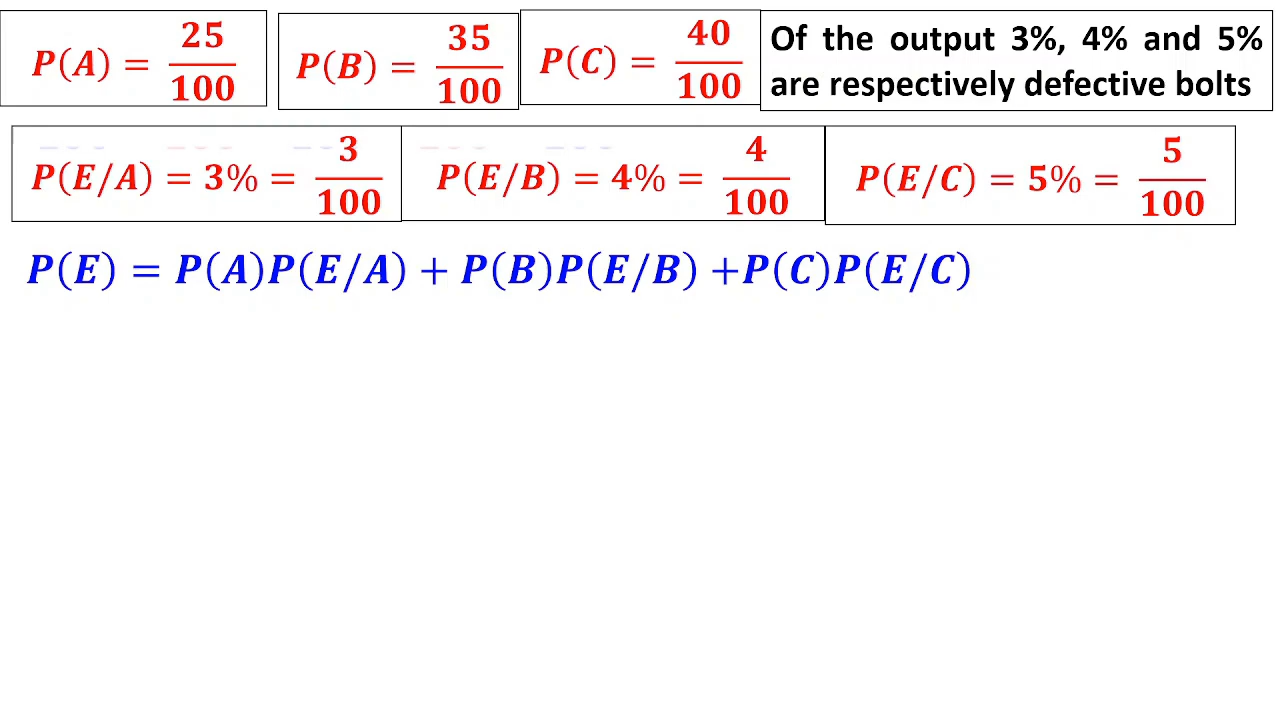 P(A) = 25/100
P(B) = 35/100
P(C) = 40/100
Of the output 3%, 4% and 5%
are respectively defective bolts
P(E/A) = 3% = 3/100
P(E/B) = 4% = 4/100
P(E/C) = 5% = 5/100
P(E) = P(A)P(E/A) + P(B)P(E/B) +P(C)P(E/C)